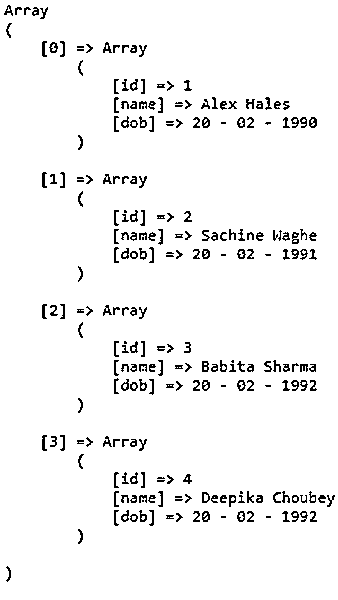 Array
(
    [0] => Array
        (
            [id] => 1
            [name] => Alex Hales
            [dob] => 20 - 02 - 1990
        )
    [1] => Array
        (
            [id] => 2
            [name] => Sachine Waghe
            [dob] => 20 - 02 - 1991
        )
    [2] => Array
        (
            [id] => 3
            [name] => Babita Sharma
            [dob] => 20 - 02 - 1992
        )
    [3] => Array
        (
            [id] => 4
            [name] => Deepika Choubey
            [dob] => 20 - 02 - 1992
        )
)